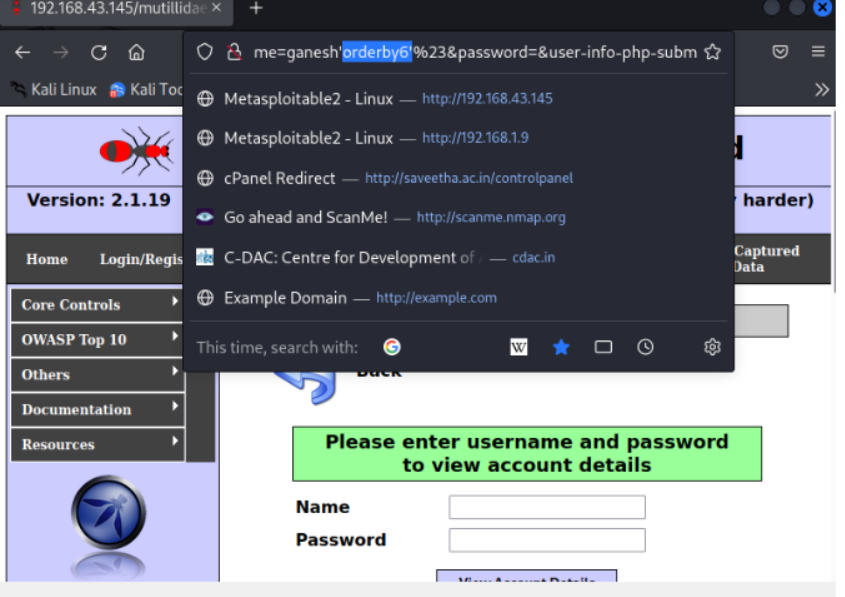 192.168.43.145/mutillidae
me=ganesh'orderby6'%23&password=&user-info-php-subm
Kali Linux Kali Too
Metasploitable2 - Linux — http://192.168.43.145
Metasploitable2 - Linux — http://192.168.1.9
cPanel Redirect — http://saveetha.ac.in/controlpanel
Go ahead and ScanMe! — http://scanme.nmap.org
C-DAC: Centre for Development of — cdac.in
Example Domain — http://example.com
This time, search with:
G W
Version: 2.1.19 harder)
Home Login/Regis Captured
Data
Core Controls
OWASP Top 10
Others
Documentation
Resources
Back
Please enter username and password
to view account details
Name
Password
View Account Details